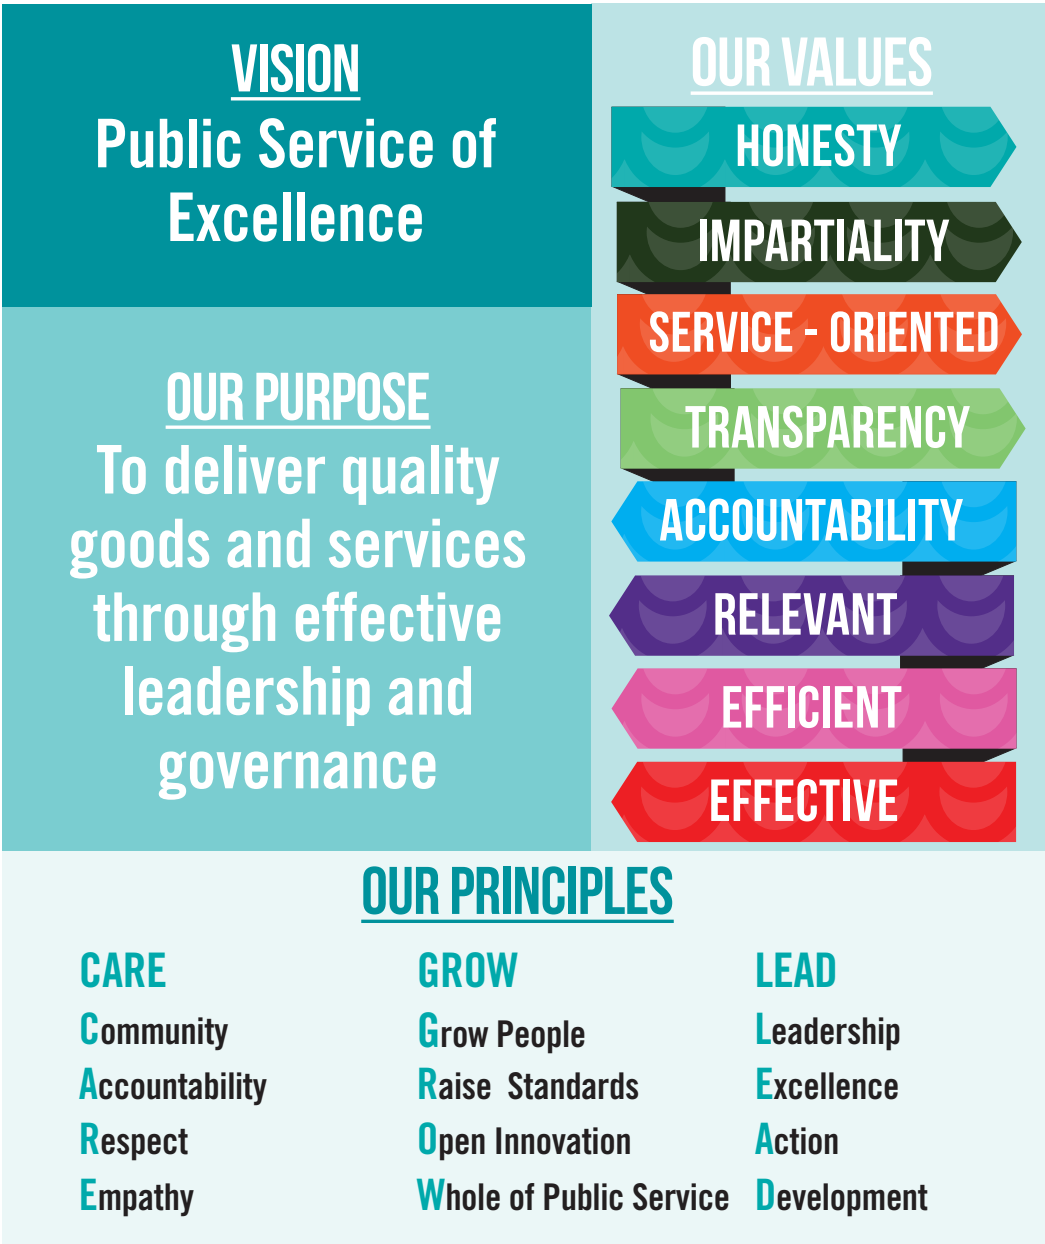 VISION
Public Service of
Excellence
OUR PURPOSE
To deliver quality
goods and services
through effective
leadership and
governance
OUR VALUES
HONESTY
IMPARTIALITY
SERVICE - ORIENTED
TRANSPARENCY
ACCOUNTABILITY
RELEVANT
EFFICIENT
EFFECTIVE
OUR PRINCIPLES
CARE
Community
Accountability
Respect
Empathy
GROW
Grow People
Raise Standards
Open Innovation
Whole of Public Service
LEAD
Leadership
Excellence
Action
Development